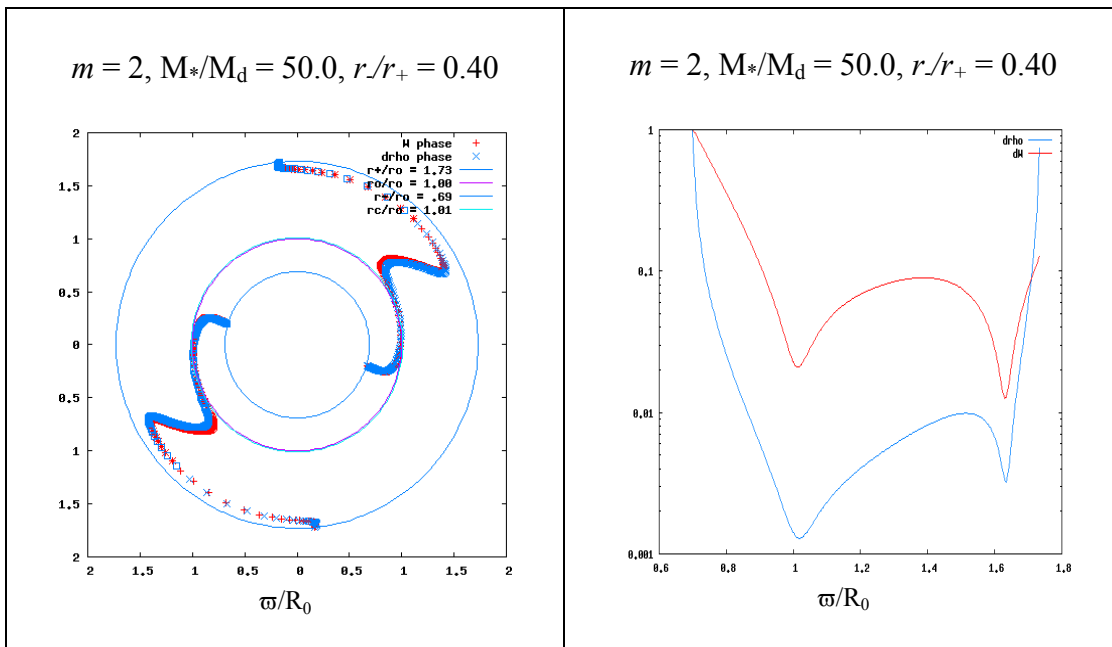 m = 2, M*/Md = 50.0, r-/r+ = 0.40
2
W phase
drho phase
r+/ro = 1.73
ro/ro = 1.00
r-/ro = .69
rc/ro = 1.01
1.5
1
0.5
0
0.5
1
1.5
2
2 1.5 1 0.5 0 0.5 1 1.5 2
ϖ/R0
m = 2, M*/Md = 50.0, r-/r+ = 0.40
1
drho
dW
0.1
0.01
0.001
0.6 0.8 1 1.2 1.4 1.6 1.8
ϖ/R0